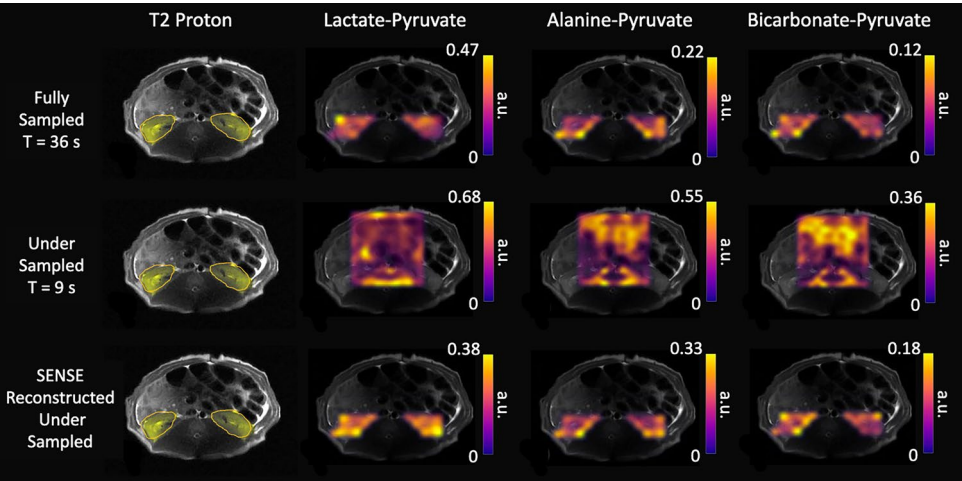 T2 Proton
Lactate-Pyruvate
Alanine-Pyruvate
Bicarbonate-Pyruvate
Fully
Sampled
T = 36 s
0.47
a.u.
0
0.22
a.u.
0
0.12
a.u.
0
Under
Sampled
T = 9 s
0.68
a.u.
0
0.55
a.u.
0
0.36
a.u.
0
SENSE
Reconstructed
Under
Sampled
0.38
a.u.
0
0.33
a.u.
0
0.18
a.u.
0